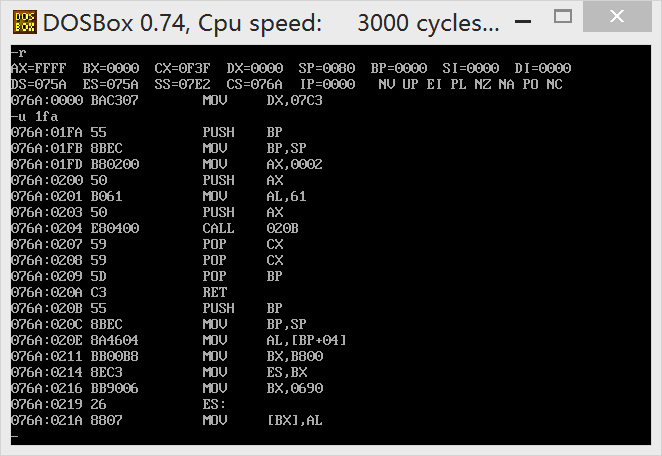 DOS BOX DOSBox 0.74, Cpu speed: 3000 cycles...
-r
AX=FFFF BX=0000 CX=0F3F DX=0000 SP=0080 BP=0000 SI=0000 DI=0000
DS=075A ES=075A SS=07E2 CS=076A IP=0000 NV UP EI PL NZ NA PO NC
076A:0000 BAC307 MOV DX,07C3
-u 1fa
076A:01FA 55 PUSH BP
076A:01FB 8BEC MOV BP,SP
076A:01FD B80200 MOV AX,0002
076A:0200 50 PUSH AX
076A:0201 B061 MOV AL,61
076A:0203 50 PUSH AX
076A:0204 E80400 CALL 020B
076A:0207 59 POP CX
076A:0208 59 POP CX
076A:0209 5D POP BP
076A:020A C3 RET
076A:020B 55 PUSH BP
076A:020C 8BEC MOV BP,SP
076A:020E 8A4604 MOV AL,[BP+04]
076A:0211 BB00B8 MOV BX,B800
076A:0214 8EC3 MOV ES,BX
076A:0216 BB9006 MOV BX,0690
076A:0219 26 ES:
076A:021A 8807 MOV [BX],AL
-